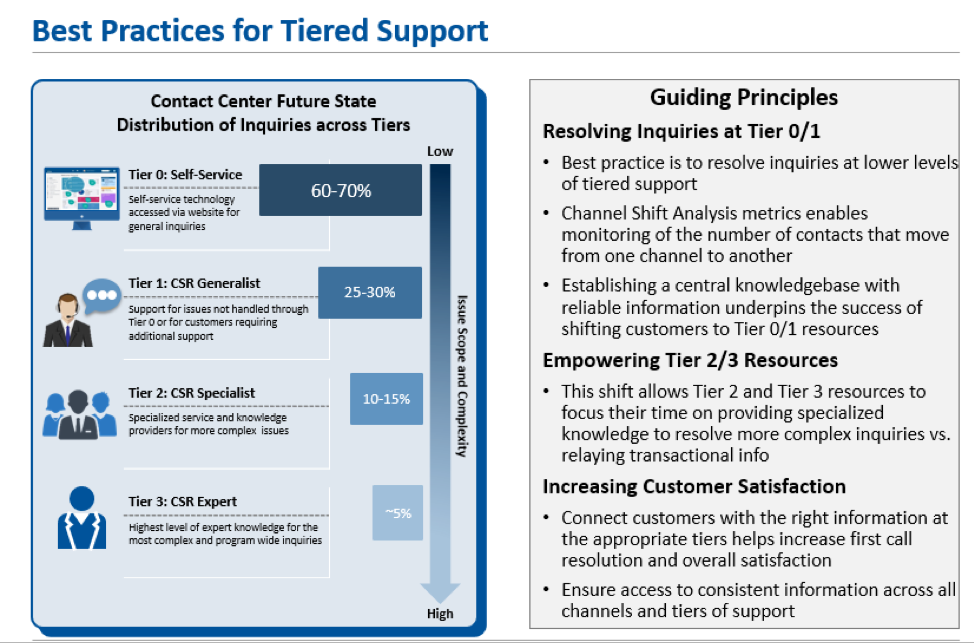 Best Practices for Tiered Support
Contact Center Future State
Distribution of Inquiries across Tiers
Low
Tier 0: Self-Service
60-70%
Self-service technology
accessed via website for
general inquiries
Tier 1: CSR Generalist
25-30%
Support for issues not handled through
Tier 0 or for customers requiring
additional support
Tier 2: CSR Specialist
10-15%
Specialized service and knowledge
providers for more complex issues
Tier 3: CSR Expert
~5%
Highest level of expert knowledge for the
most complex and program wide inquiries
Issue Scope and Complexity
High
Guiding Principles
Resolving Inquiries at Tier 0/1
• Best practice is to resolve inquiries at lower levels
of tiered support
• Channel Shift Analysis metrics enables
monitoring of the number of contacts that move
from one channel to another
• Establishing a central knowledgebase with
reliable information underpins the success of
shifting customers to Tier 0/1 resources
Empowering Tier 2/3 Resources
• This shift allows Tier 2 and Tier 3 resources to
focus their time on providing specialized
knowledge to resolve more complex inquiries vs.
relaying transactional info
Increasing Customer Satisfaction
• Connect customers with the right information at
the appropriate tiers helps increase first call
resolution and overall satisfaction
• Ensure access to consistent information across all
channels and tiers of support